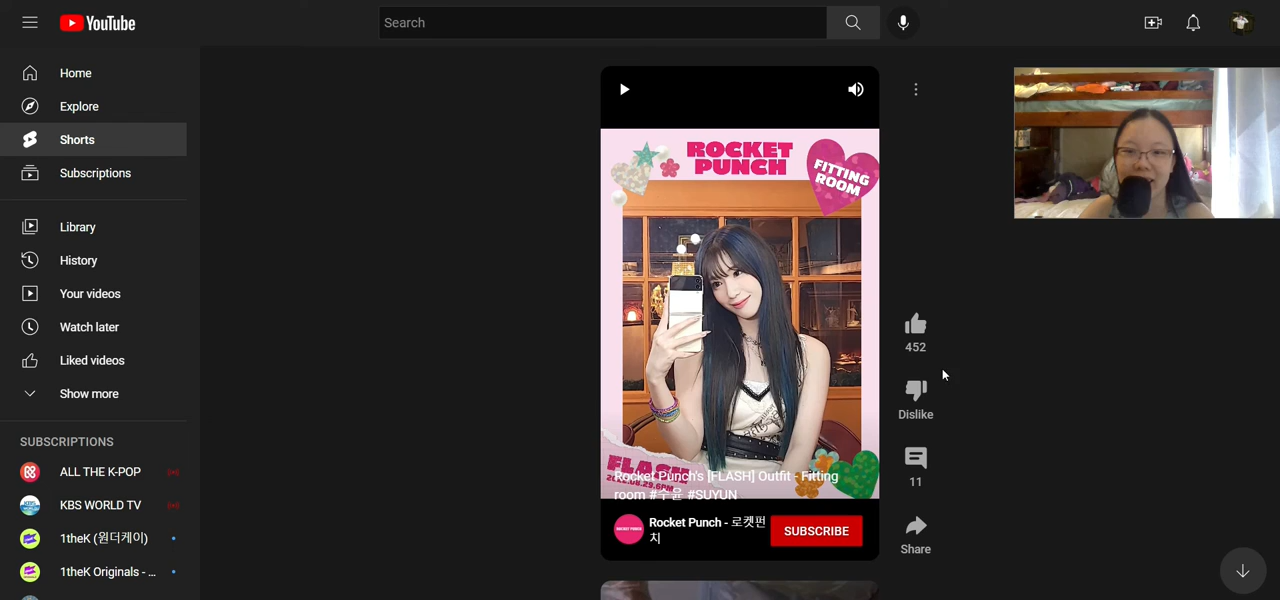 YouTube
Search
Home
Explore
Shorts
Subscriptions
Library
History
Your videos
Watch later
Liked videos
Show more
SUBSCRIPTIONS
ALL THE K-POP
KBS WORLD TV
1theK (원더케이)
1theK Originals - ...
ROCKET
PUNCH
FITTING
ROOM
FLASH
Rocket Punch's [FLASH] Outfit - Fitting
room #수윤 #SUYUN
Rocket Punch - 로켓펀
치
SUBSCRIBE
452
Dislike
11
Share